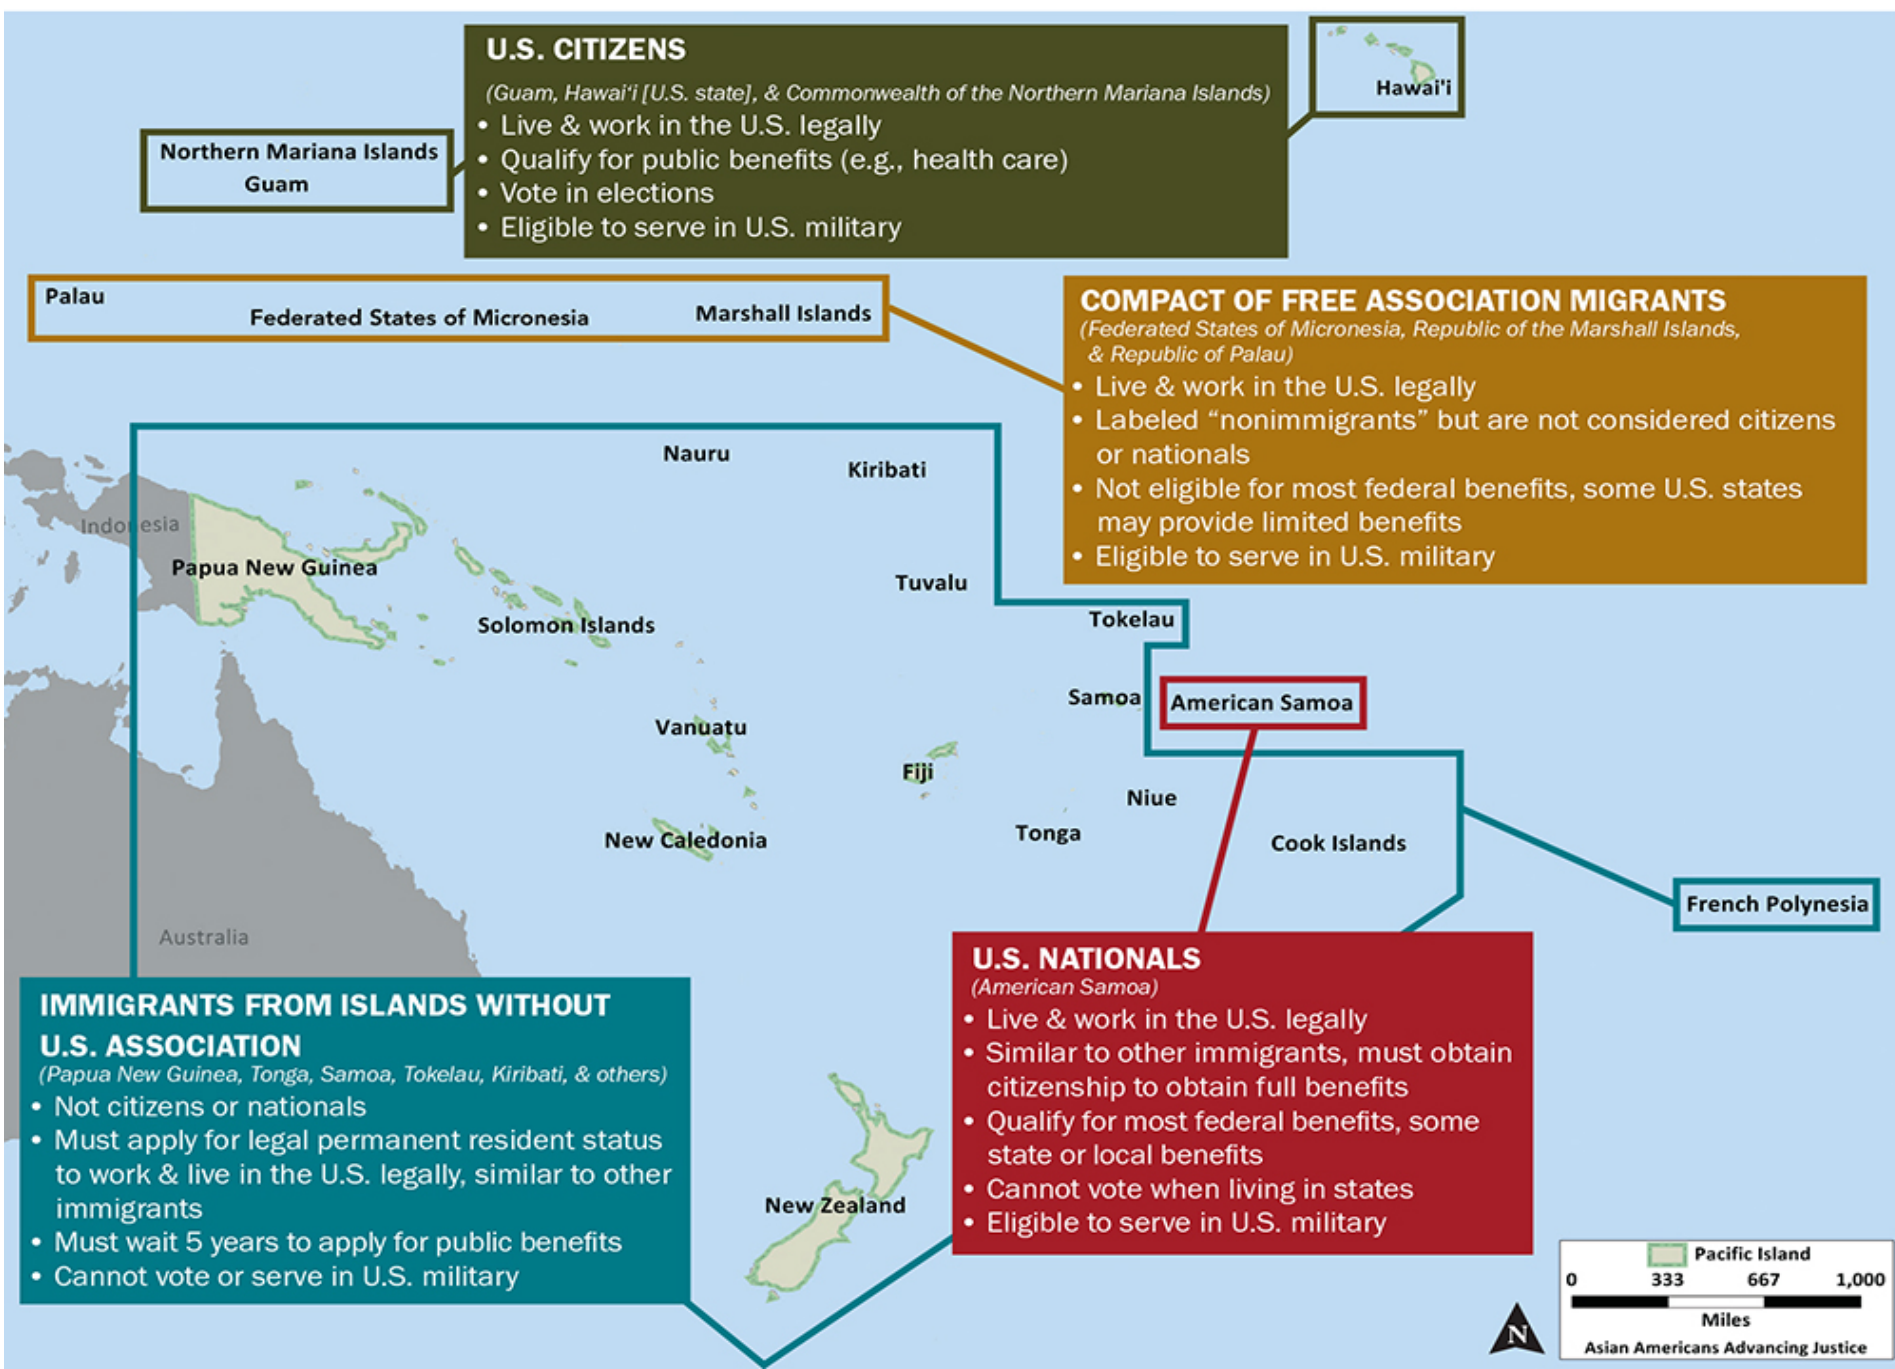 U.S. CITIZENS
(Guam, Hawai‘i [U.S. state], & Commonwealth of the Northern Mariana Islands)
• Live & work in the U.S. legally
• Qualify for public benefits (e.g., health care)
• Vote in elections
• Eligible to serve in U.S. military
Hawai'i
Northern Mariana Islands
Guam
Palau
Federated States of Micronesia
Marshall Islands
COMPACT OF FREE ASSOCIATION MIGRANTS
(Federated States of Micronesia, Republic of the Marshall Islands,
& Republic of Palau)
• Live & work in the U.S. legally
• Labeled “nonimmigrants” but are not considered citizens
or nationals
• Not eligible for most federal benefits, some U.S. states
may provide limited benefits
• Eligible to serve in U.S. military
Nauru
Kiribati
Indonesia
Papua New Guinea
Tuvalu
Solomon Islands
Tokelau
Samoa
American Samoa
Vanuatu
Fiji
Niue
New Caledonia
Tonga
Cook Islands
French Polynesia
Australia
IMMIGRANTS FROM ISLANDS WITHOUT
U.S. ASSOCIATION
(Papua New Guinea, Tonga, Samoa, Tokelau, Kiribati, & others)
• Not citizens or nationals
• Must apply for legal permanent resident status
to work & live in the U.S. legally, similar to other
immigrants
• Must wait 5 years to apply for public benefits
• Cannot vote or serve in U.S. military
U.S. NATIONALS
(American Samoa)
• Live & work in the U.S. legally
• Similar to other immigrants, must obtain
citizenship to obtain full benefits
• Qualify for most federal benefits, some
state or local benefits
• Cannot vote when living in states
• Eligible to serve in U.S. military
New Zealand
N
Pacific Island
0 333 667 1,000
Miles
Asian Americans Advancing Justice